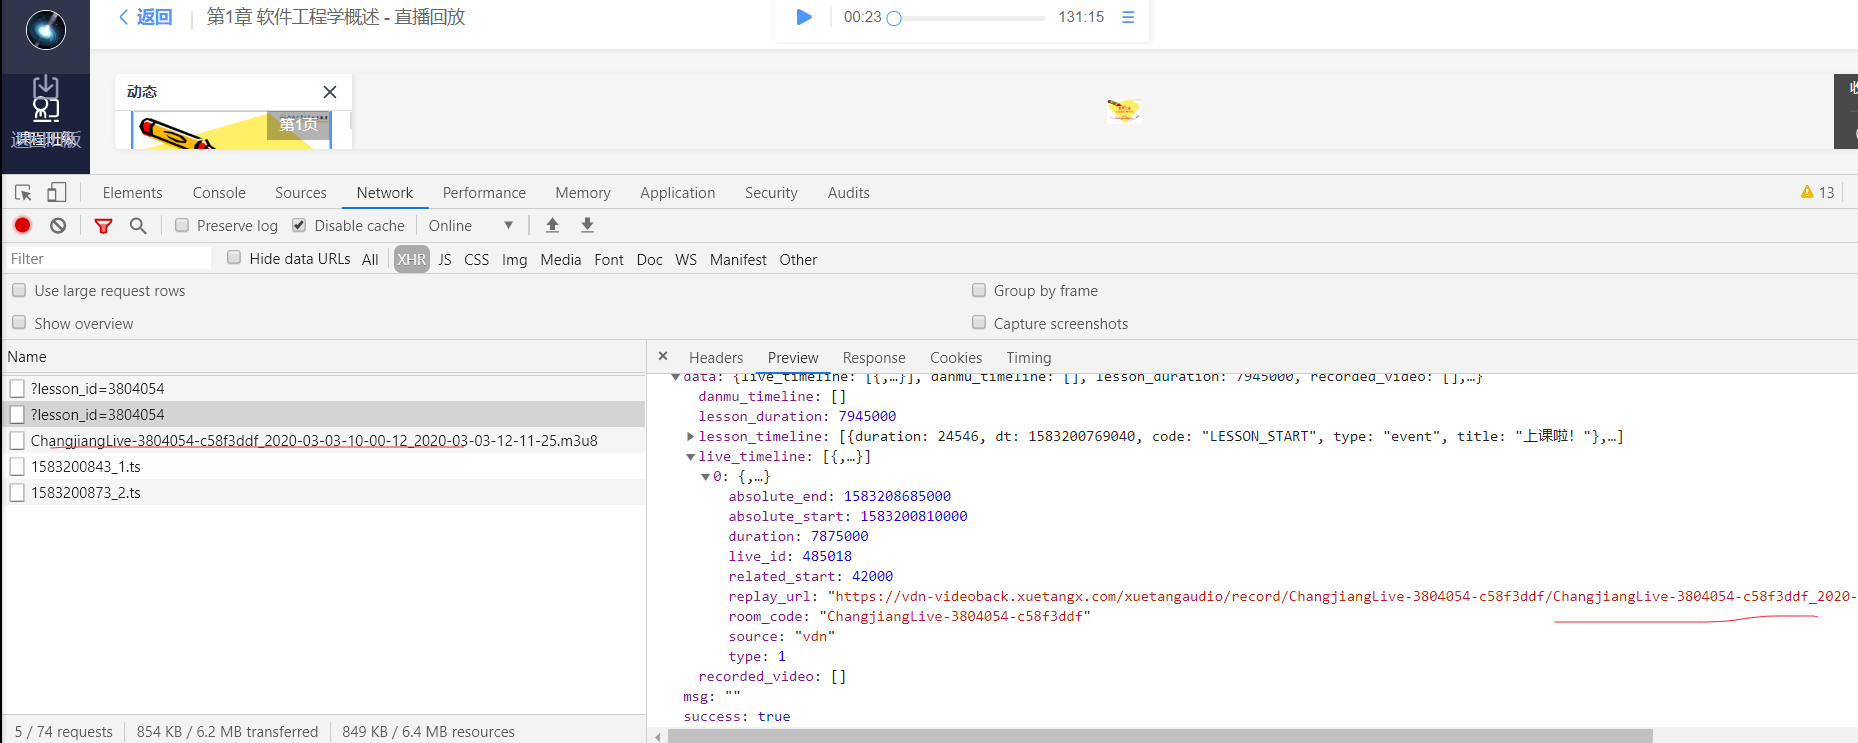 返回
第1章 软件工程学概述 - 直播回放
00:23
131:15
动态
第1页
Elements Console Sources Network Performance Memory Application Security Audits
13
Preserve log Disable cache Online
Filter Hide data URLs All XHR JS CSS Img Media Font Doc WS Manifest Other
Use large request rows
Group by frame
Show overview
Capture screenshots
Name
?lesson_id=3804054
?lesson_id=3804054
ChangjiangLive-3804054-c58f3ddf_2020-03-03-10-00-12_2020-03-03-12-11-25.m3u8
1583200843_1.ts
1583200873_2.ts
5 / 74 requests 854 KB / 6.2 MB transferred 849 KB / 6.4 MB resources
Headers Preview Response Cookies Timing
data: {live_timeline: [{,…}], danmu_timeline: [], lesson_duration: 7945000, recorded_video: [],…}
danmu_timeline: []
lesson_duration: 7945000
lesson_timeline: [{duration: 24546, dt: 1583200769040, code: "LESSON_START", type: "event", title: "上课啦！"},…]
live_timeline: [{,…}]
0: {,…}
absolute_end: 1583208685000
absolute_start: 1583200810000
duration: 7875000
live_id: 485018
related_start: 42000
replay_url: "https://vdn-videoback.xuetangx.com/xuetangaudio/record/ChangjiangLive-3804054-c58f3ddf/ChangjiangLive-3804054-c58f3ddf_2020-
room_code: "ChangjiangLive-3804054-c58f3ddf"
source: "vdn"
type: 1
recorded_video: []
msg: ""
success: true